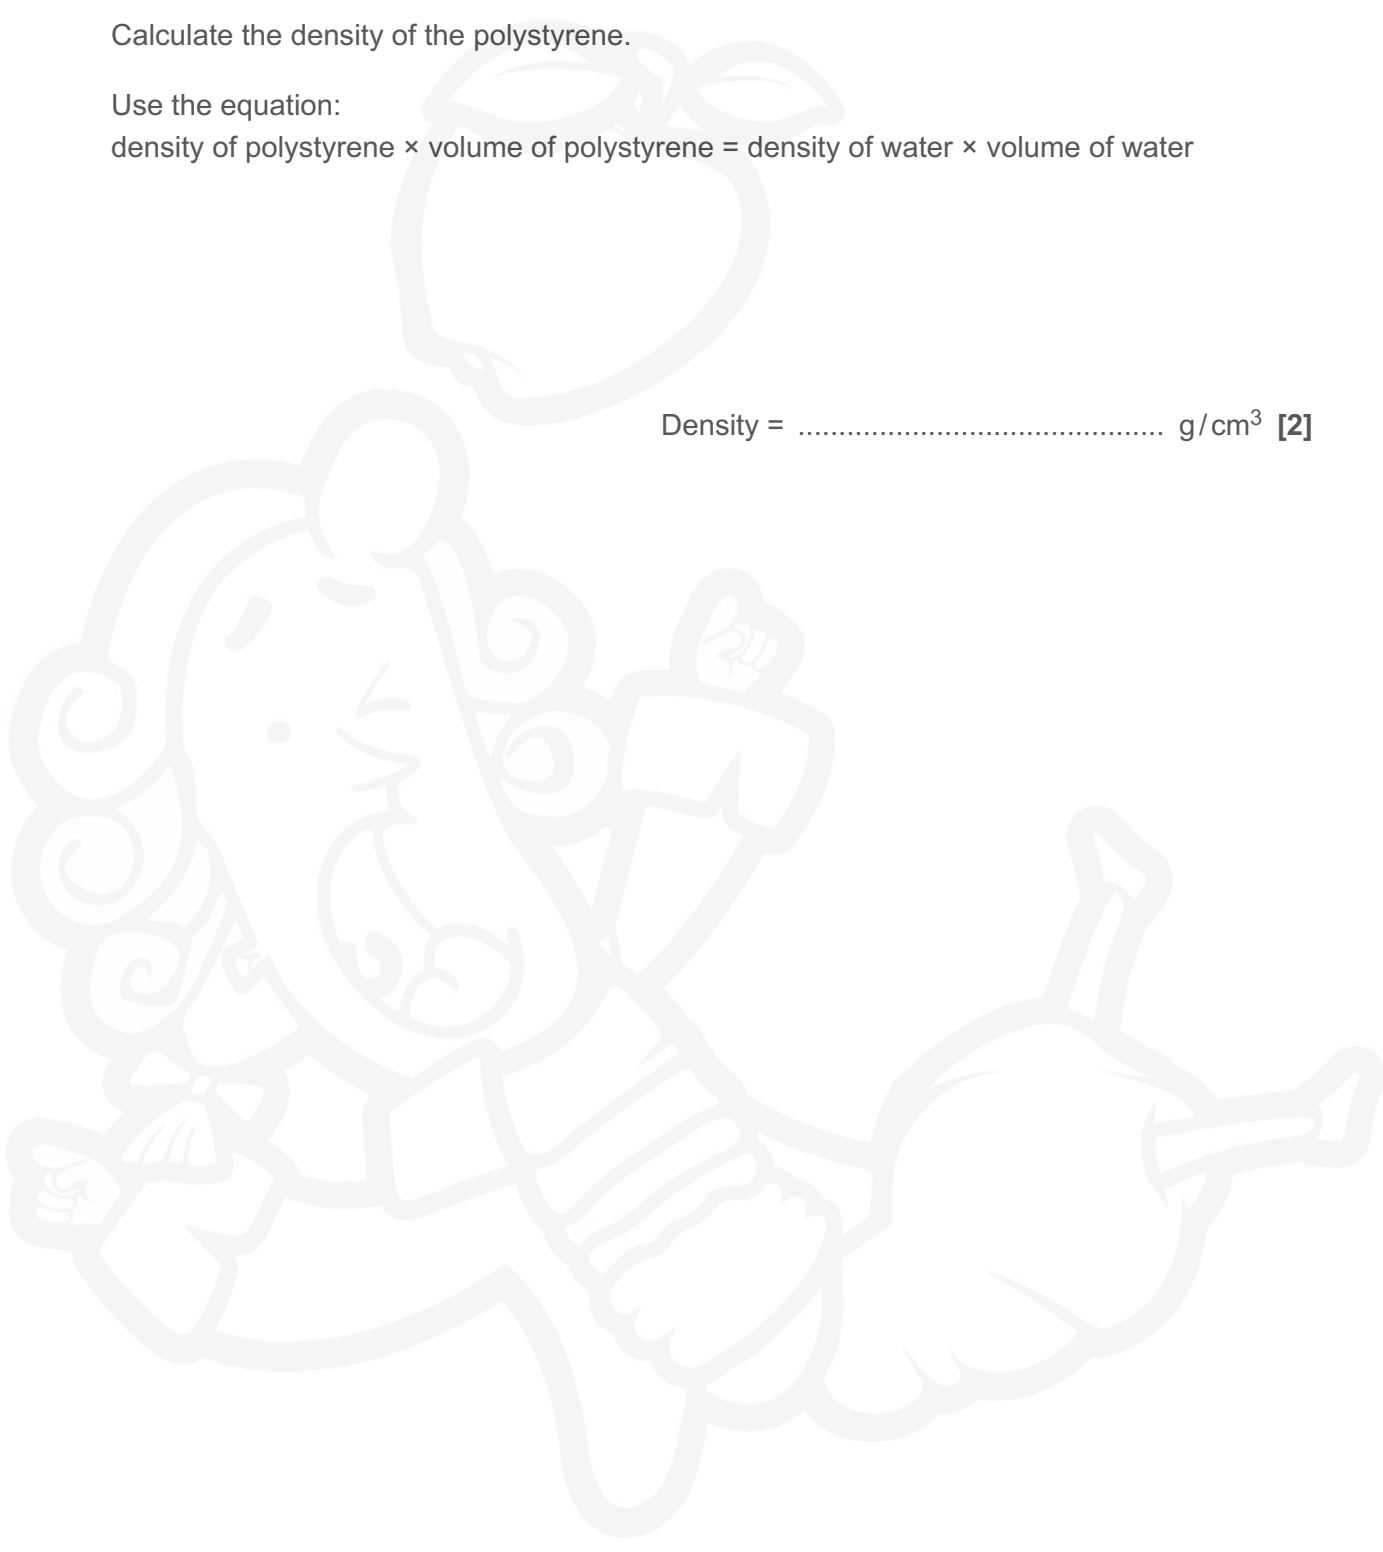 Calculate the density of the polystyrene.
Use the equation:
density of polystyrene × volume of polystyrene = density of water × volume of water
Density = ............................................. g/cm³ [2]